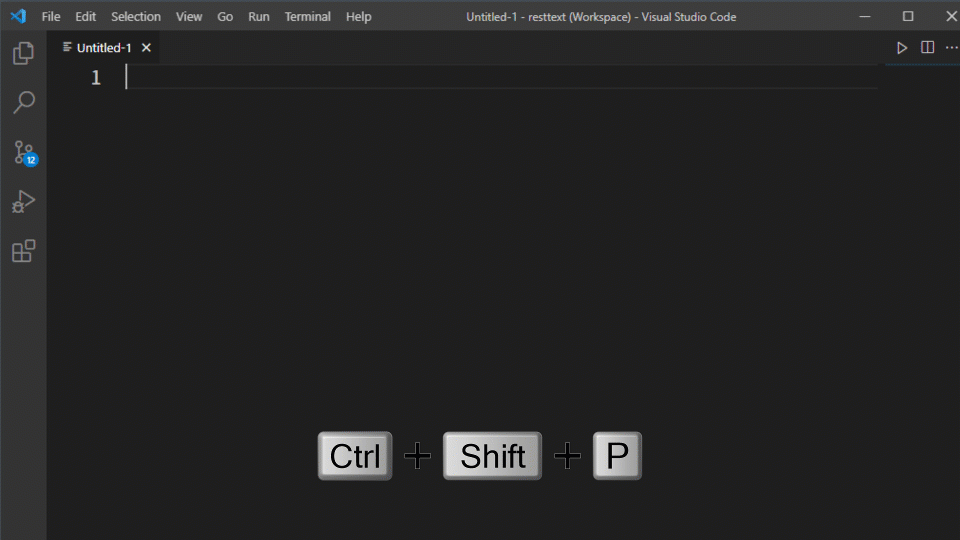 File Edit Selection View Go Run Terminal Help Untitled-1 - resttext (Workspace) - Visual Studio Code
Untitled-1
1
12
Ctrl + Shift + P